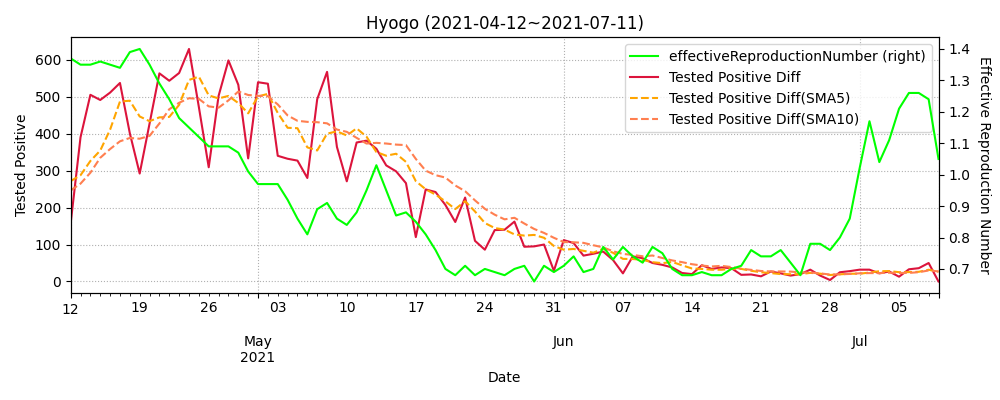 Hyogo (2021-04-12~2021-07-11)
effectiveReproductionNumber (right)
Tested Positive Diff
Tested Positive Diff(SMA5)
Tested Positive Diff(SMA10)
Tested Positive
600
500
400
300
200
100
0
1.4
1.3
1.2
1.1
1.0
0.9
0.8
0.7
Effective Reproduction Number
12 19 26 03 10 17 24 31 07 14 21 28 05
May Jun Jul
2021
Date